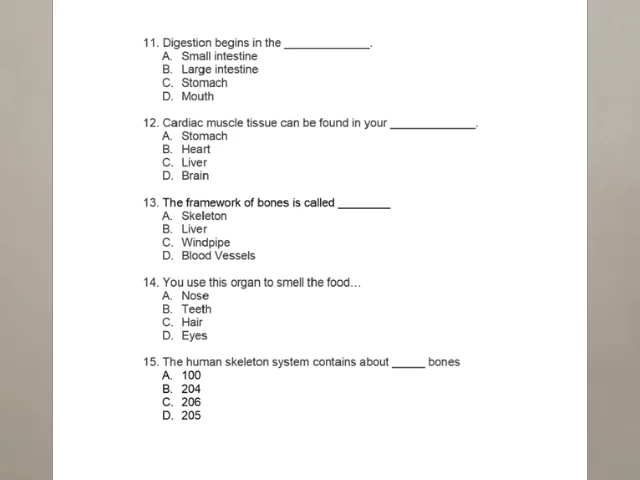 11. Digestion begins in the _____________.
A. Small intestine
B. Large intestine
C. Stomach
D. Mouth
12. Cardiac muscle tissue can be found in your _____________.
A. Stomach
B. Heart
C. Liver
D. Brain
13. The framework of bones is called ________
A. Skeleton
B. Liver
C. Windpipe
D. Blood Vessels
14. You use this organ to smell the food…
A. Nose
B. Teeth
C. Hair
D. Eyes
15. The human skeleton system contains about _____ bones
A. 100
B. 204
C. 206
D. 205